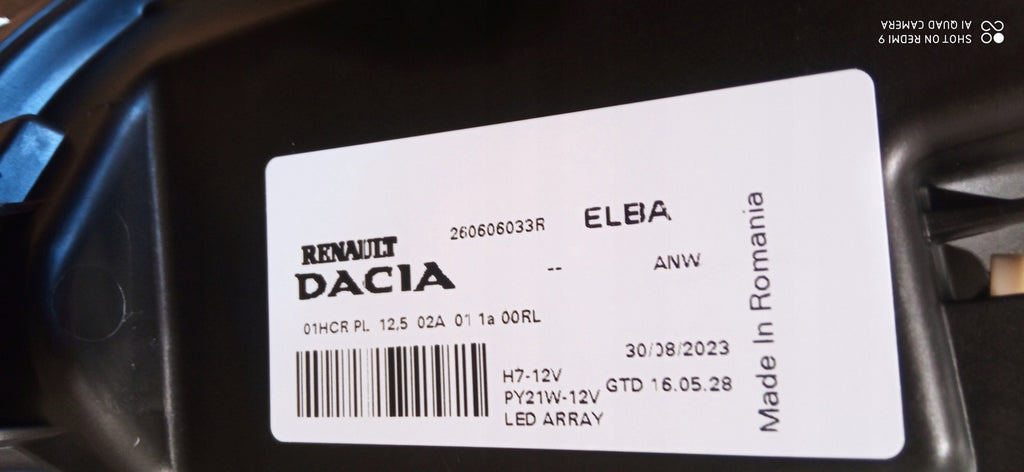 260606033R ELBA
RENAULT
DACIA -- ANW
01HCR PL 12,5 02A 01 1a 00RL
30/08/2023
H7-12V
PY21W-12V GTD 16.05.28
LED ARRAY
Made In Romania
SHOT ON REDMI 9
AI QUAD CAMERA